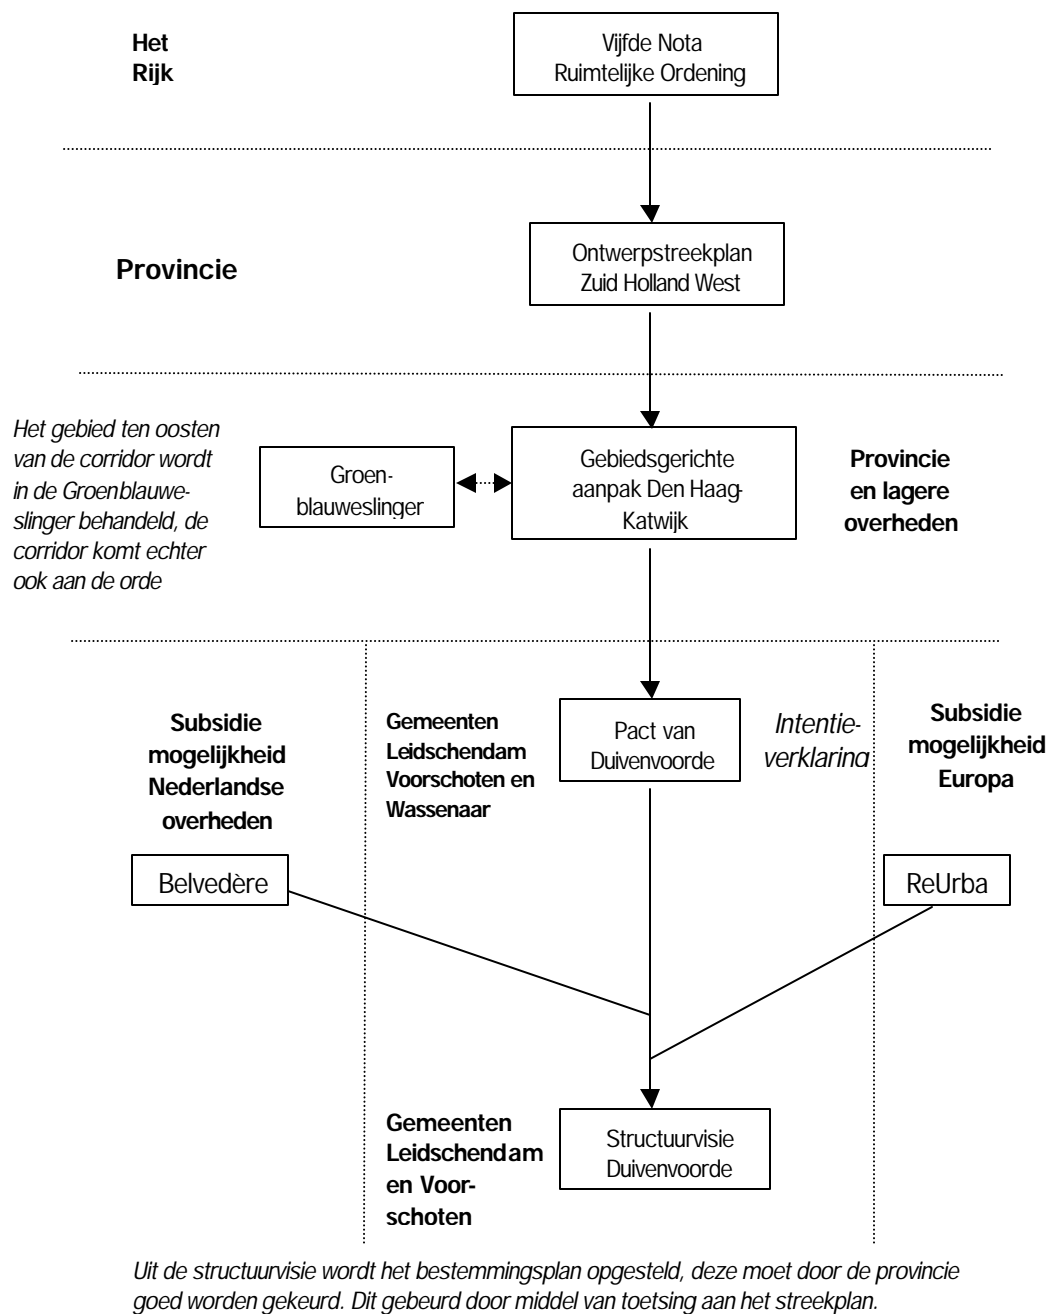 Het
Rijk
Vijfde Nota
Ruimtelijke Ordening
Provincie
Ontwerpstreekplan
Zuid Holland West
Het gebied ten oosten
van de corridor wordt
in de Groenblauwe-
slinger behandeld, de
corridor komt echter
ook aan de orde
Groen-
blauweslinger
Gebiedsgerichte
aanpak Den Haag-
Katwijk
Provincie
en lagere
overheden
Subsidie
mogelijkheid
Nederlandse
overheden
Gemeenten
Leidschendam
Voorschoten en
Wassenaar
Pact van
Duivenvoorde
Intentie-
verklaring
Subsidie
mogelijkheid
Europa
Belvedère
ReUrba
Gemeenten
Leidschendam
en Voor-
schoten
Structuurvisie
Duivenvoorde
Uit de structuurvisie wordt het bestemmingsplan opgesteld, deze moet door de provincie
goed worden gekeurd. Dit gebeurd door middel van toetsing aan het streekplan.